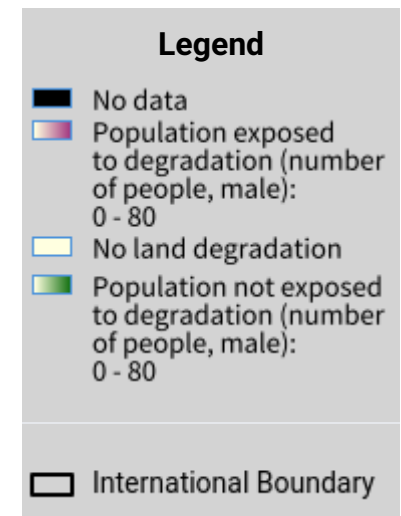 Legend
No data
Population exposed
to degradation (number
of people, male):
0 - 80
No land degradation
Population not exposed
to degradation (number
of people, male):
0 - 80
International Boundary